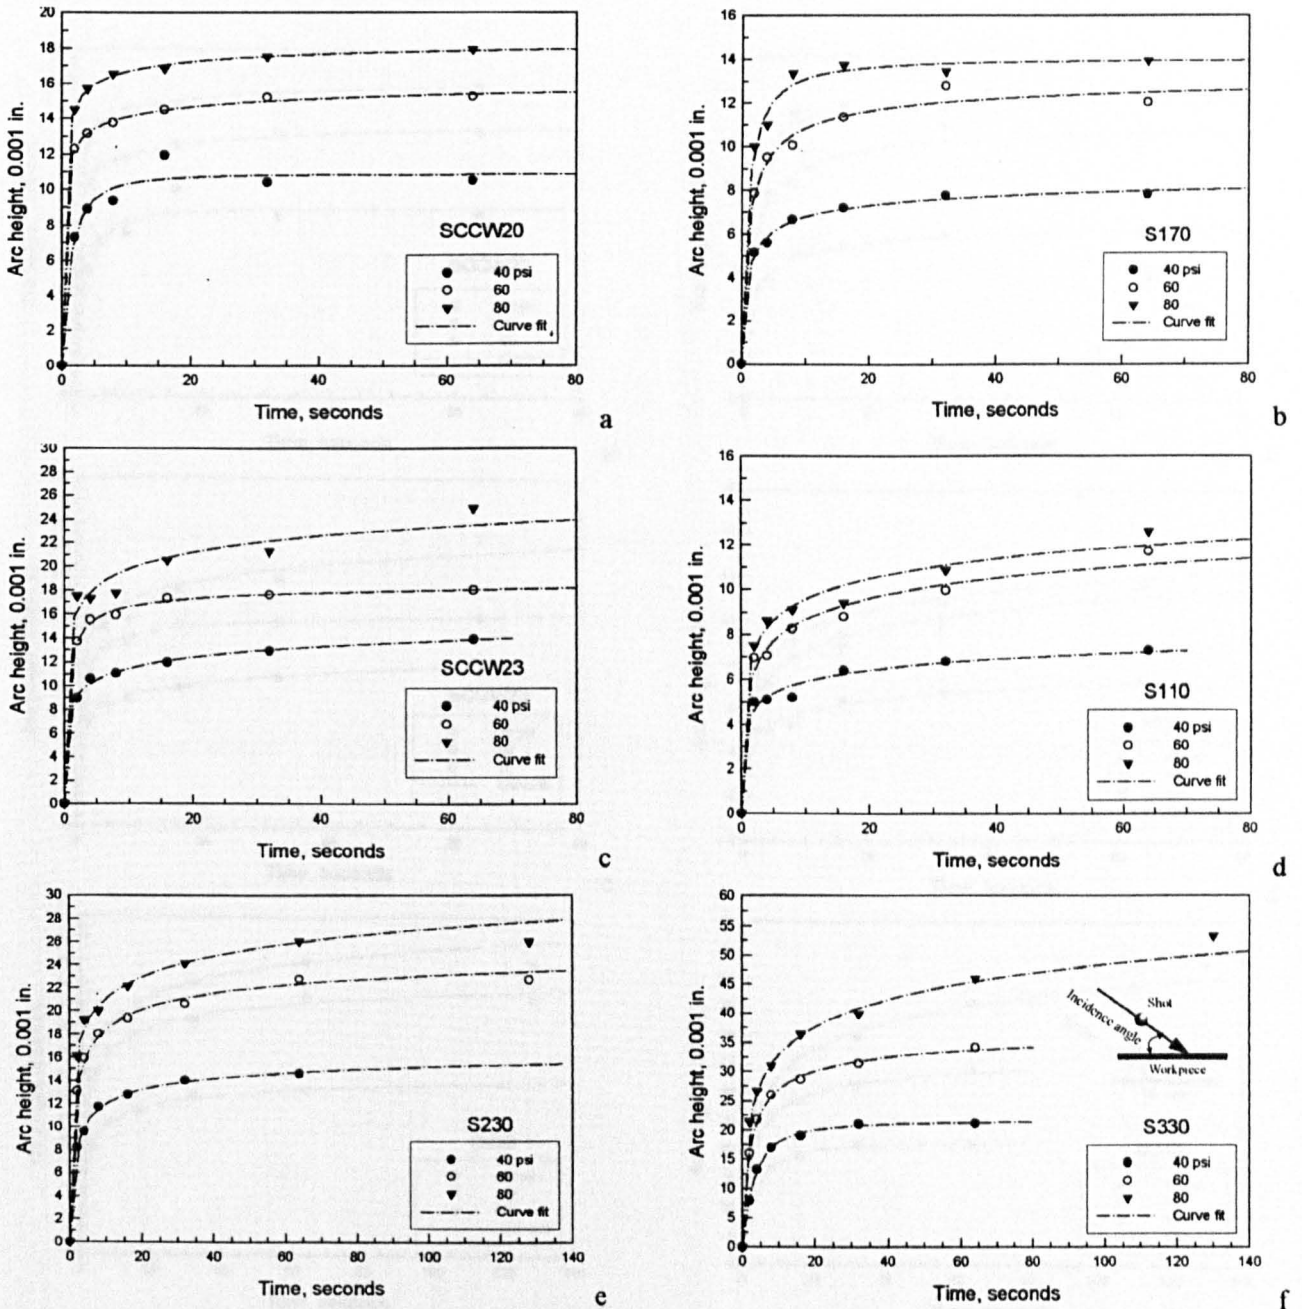 20
18
16
14
12
10
8
6
4
2
0
Arc height, 0.001 in.
SCCW20
40 psi
60
80
Curve fit
0 20 40 60 80
Time, seconds
a
16
14
12
10
8
6
4
2
0
Arc height, 0.001 in.
S170
40 psi
60
80
Curve fit
0 20 40 60 80
Time, seconds
b
30
28
26
24
22
20
18
16
14
12
10
8
6
4
2
0
Arc height, 0.001 in.
SCCW23
40 psi
60
80
Curve fit
0 20 40 60 80
Time, seconds
c
16
14
12
10
8
6
4
2
0
Arc height, 0.001 in.
S110
40 psi
60
80
Curve fit
0 20 40 60 80
Time, seconds
d
30
28
26
24
22
20
18
16
14
12
10
8
6
4
2
0
Arc height, 0.001 in.
S230
40 psi
60
80
Curve fit
0 20 40 60 80 100 120 140
Time, seconds
e
60
55
50
45
40
35
30
25
20
15
10
5
0
Arc height, 0.001 in.
Shot
Incidence angle
Workpiece
S330
40 psi
60
80
Curve fit
0 20 40 60 80 100 120 140
Time, seconds
f